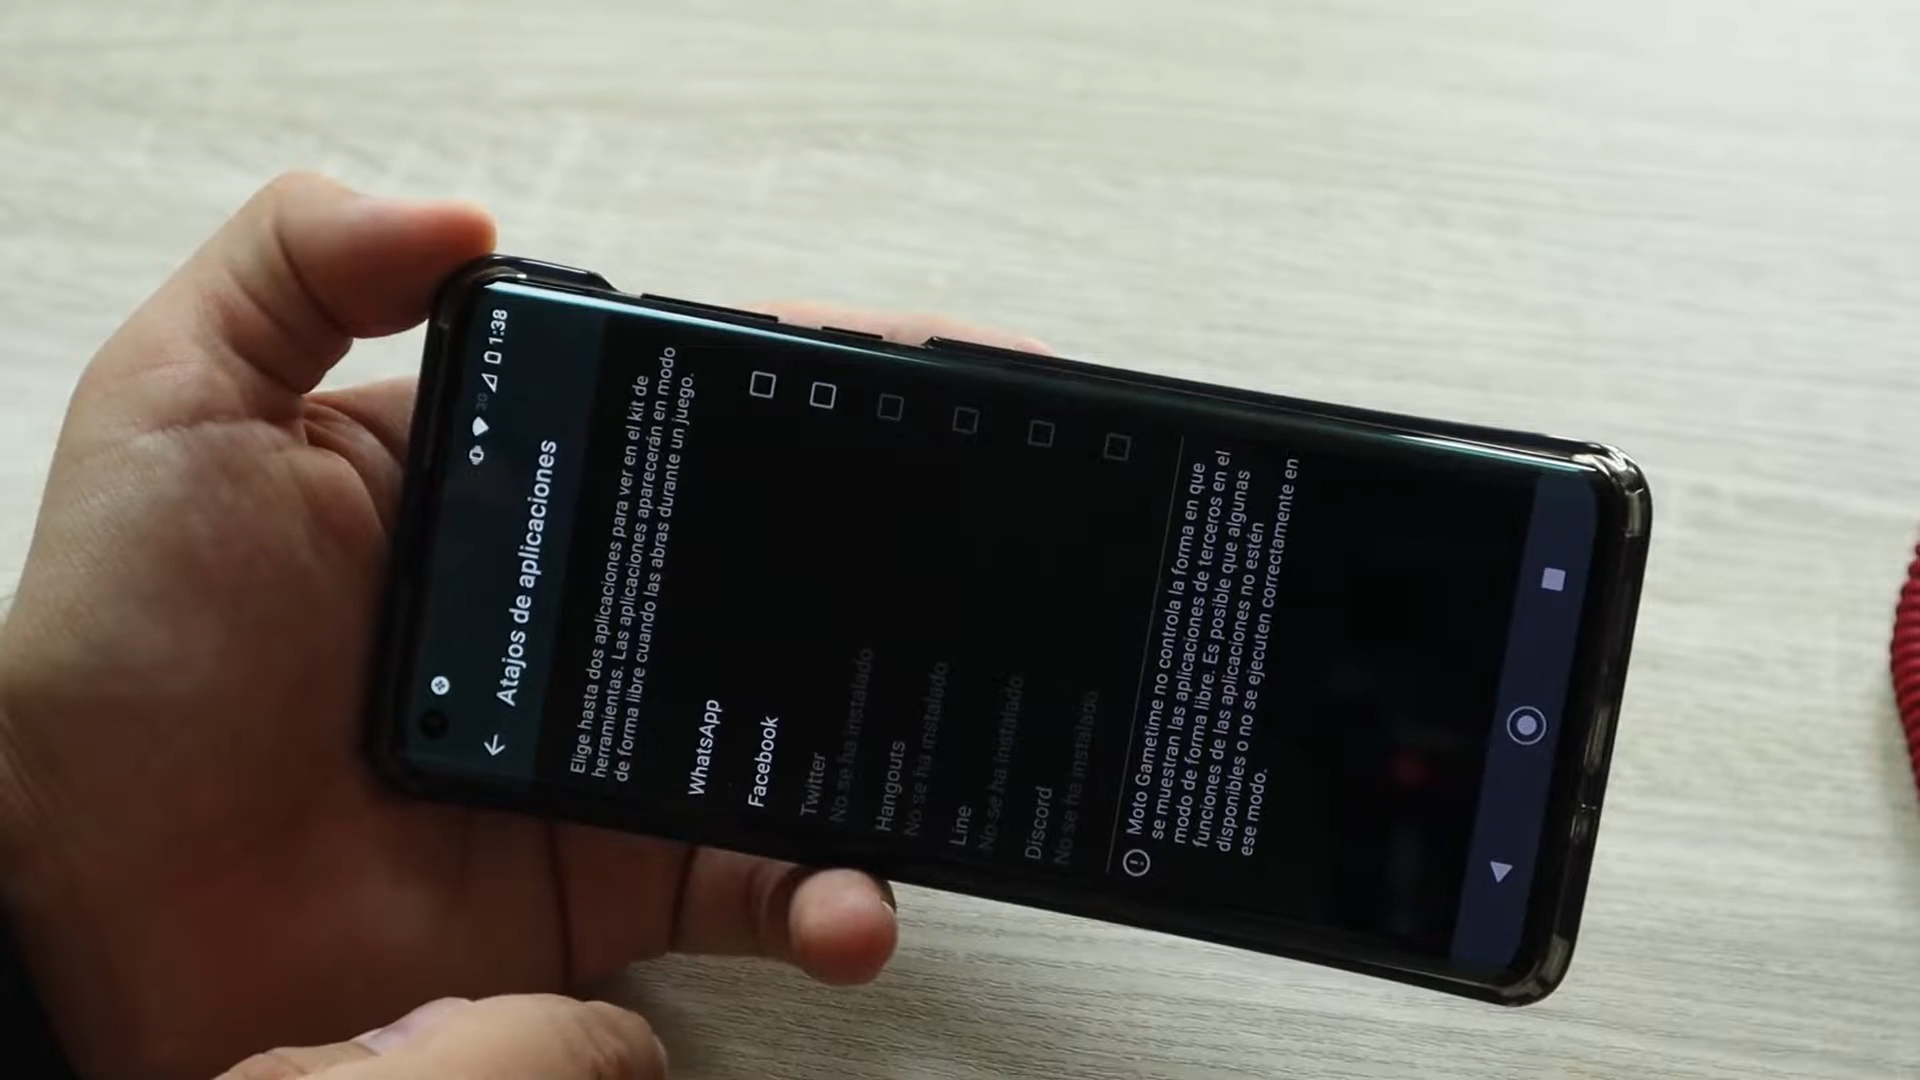 3G 1:38
Atajos de aplicaciones
Elige hasta dos aplicaciones para ver en el kit de
herramientas. Las aplicaciones aparecerán en modo
de forma libre cuando las abras durante un juego.
WhatsApp
Facebook
Twitter
No se ha instalado
Hangouts
No se ha instalado
Line
No se ha instalado
Discord
No se ha instalado
Moto Gametime no controla la forma en que
se muestran las aplicaciones de terceros en el
modo de forma libre. Es posible que algunas
funciones de las aplicaciones no estén
disponibles o no se ejecuten correctamente en
ese modo.